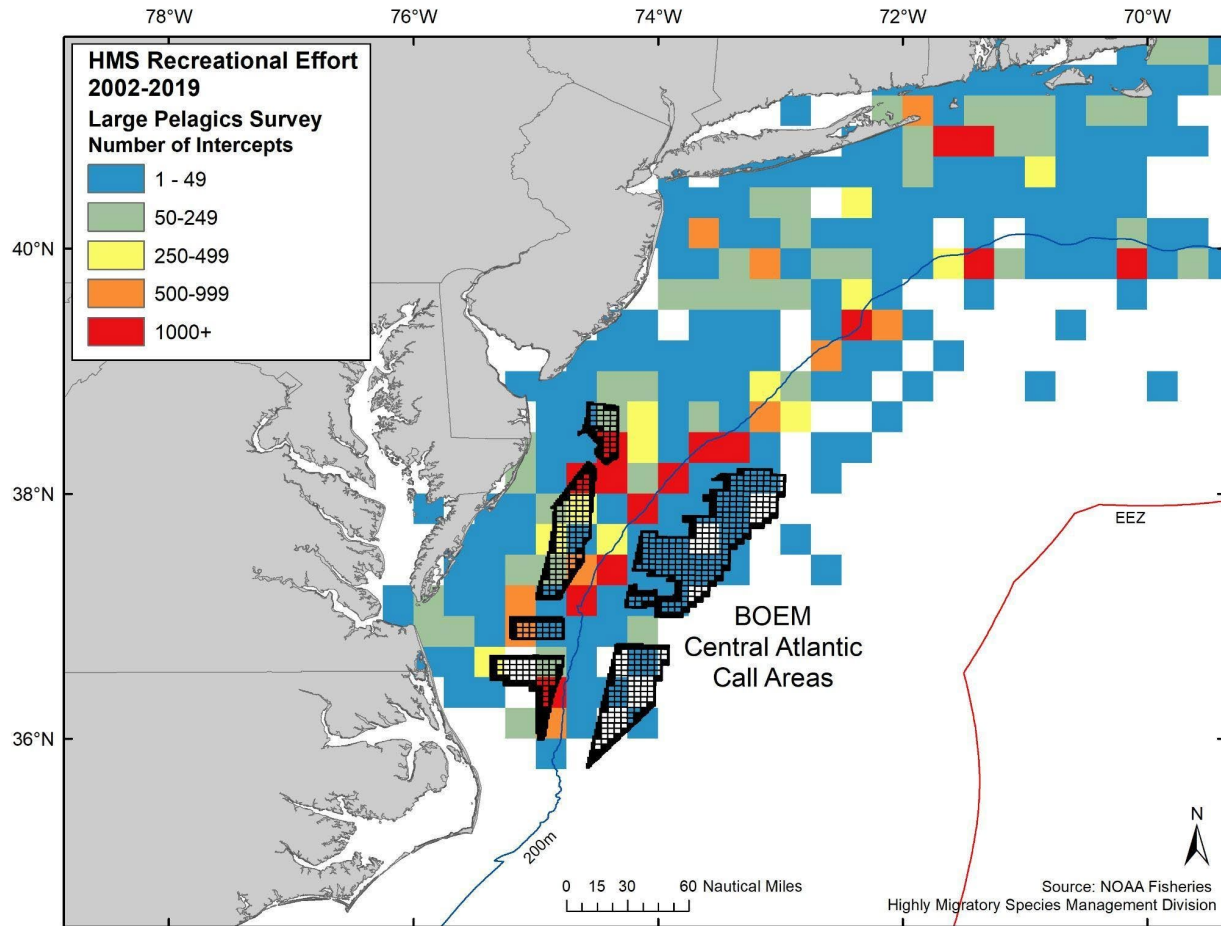 78°W 76°W 74°W 72°W 70°W
HMS Recreational Effort
2002-2019
Large Pelagics Survey
Number of Intercepts
1 - 49
50-249
250-499
500-999
1000+
40°N
38°N
EEZ
BOEM
Central Atlantic
Call Areas
36°N
200m
N
0 15 30 60 Nautical Miles
Source: NOAA Fisheries
Highly Migratory Species Management Division